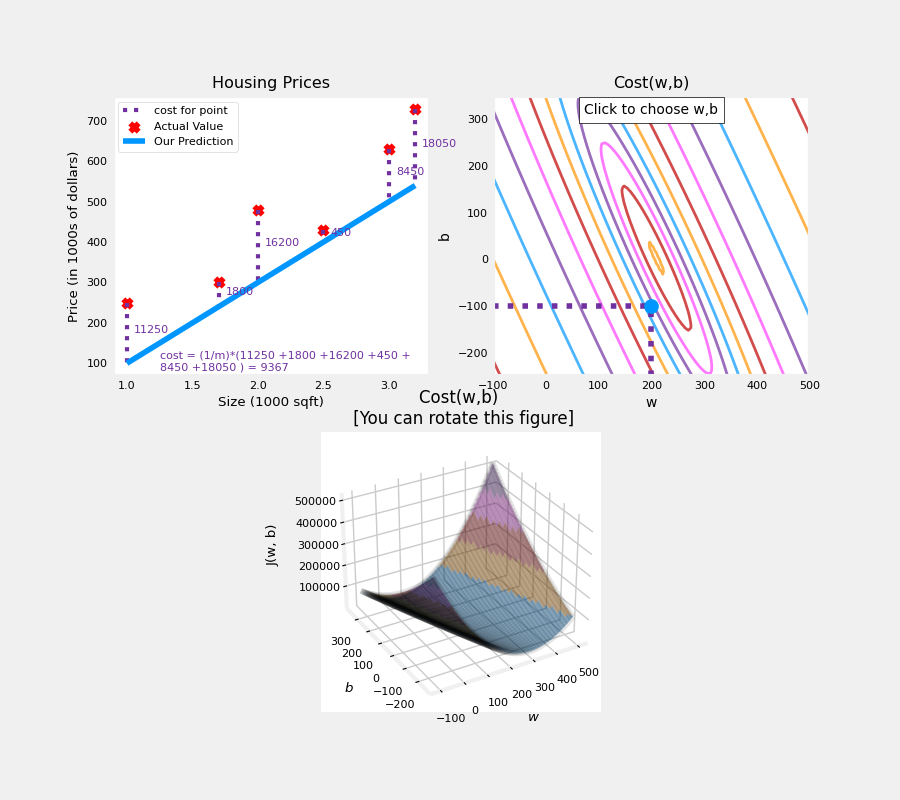 Housing Prices
Price (in 1000s of dollars)
700
600
500
400
300
200
100
cost for point
Actual Value
Our Prediction
11250
1800
16200
450
8450
18050
cost = (1/m)*(11250 +1800 +16200 +450 +
8450 +18050 ) = 9367
1.0 1.5 2.0 2.5 3.0
Size (1000 sqft)
Cost(w,b)
Click to choose w,b
b
300
200
100
0
−100
−200
−100 0 100 200 300 400 500
w
Cost(w,b)
[You can rotate this figure]
J(w, b)
500000
400000
300000
200000
100000
300
200
100
0
−100
−200
b
−100 0 100 200 300 400 500
w